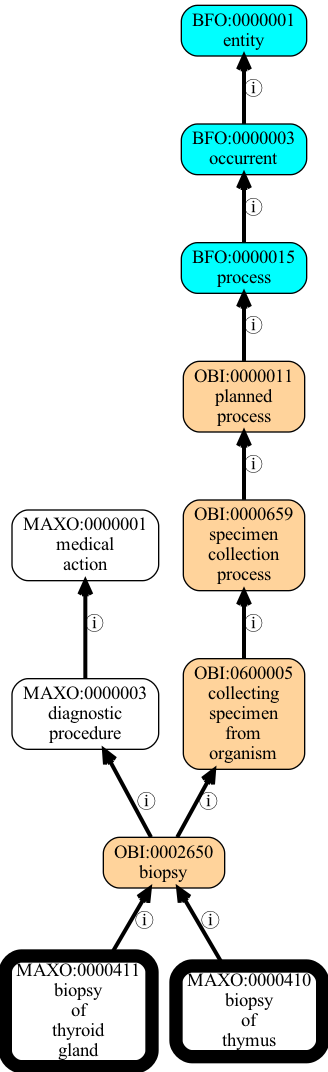 BFO:0000001
entity
ⓘ
BFO:0000003
occurrent
ⓘ
BFO:0000015
process
ⓘ
OBI:0000011
planned
process
ⓘ
MAXO:0000001
medical
action
OBI:0000659
specimen
collection
process
ⓘ
ⓘ
MAXO:0000003
diagnostic
procedure
OBI:0600005
collecting
specimen
from
organism
ⓘ
ⓘ
OBI:0002650
biopsy
ⓘ
ⓘ
MAXO:0000411
biopsy
of
thyroid
gland
MAXO:0000410
biopsy
of
thymus